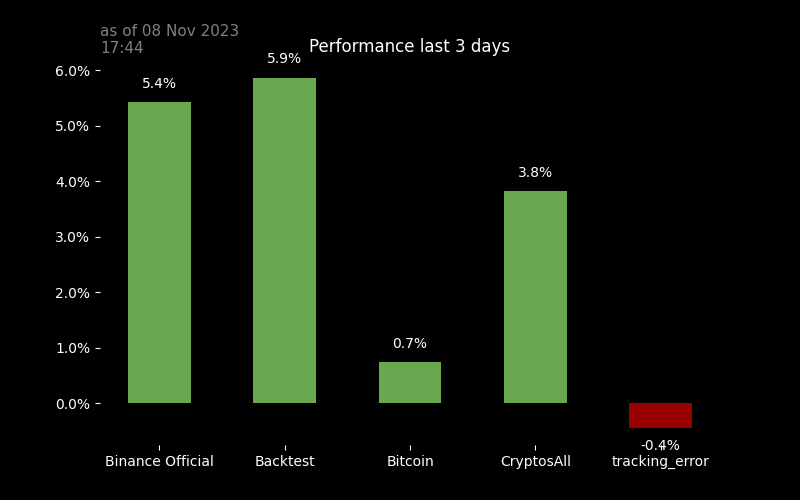 as of 08 Nov 2023
17:44
Performance last 3 days
6.0%
5.0%
4.0%
3.0%
2.0%
1.0%
0.0%
5.4%
5.9%
0.7%
3.8%
-0.4%
Binance Official
Backtest
Bitcoin
CryptosAll
tracking_error